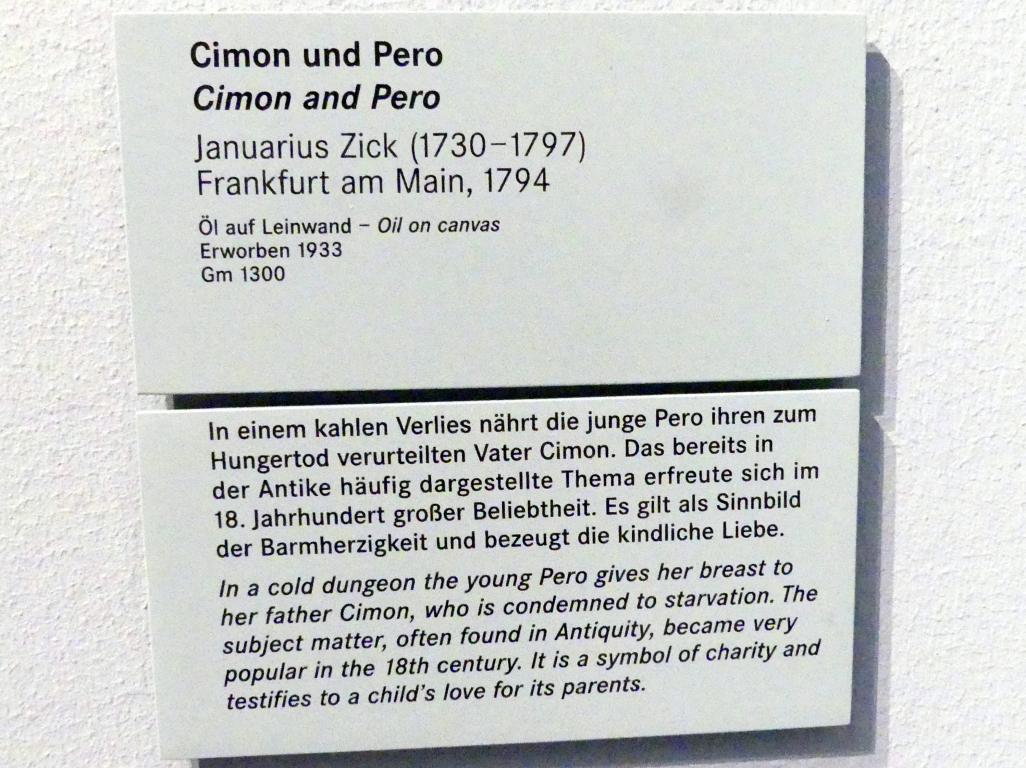 Cimon und Pero
Cimon and Pero
Januarius Zick (1730–1797)
Frankfurt am Main, 1794
Öl auf Leinwand – Oil on canvas
Erworben 1933
Gm 1300
In einem kahlen Verlies nährt die junge Pero ihren zum
Hungertod verurteilten Vater Cimon. Das bereits in
der Antike häufig dargestellte Thema erfreute sich im
18. Jahrhundert großer Beliebtheit. Es gilt als Sinnbild
der Barmherzigkeit und bezeugt die kindliche Liebe.
In a cold dungeon the young Pero gives her breast to
her father Cimon, who is condemned to starvation. The
subject matter, often found in Antiquity, became very
popular in the 18th century. It is a symbol of charity and
testifies to a child's love for its parents.